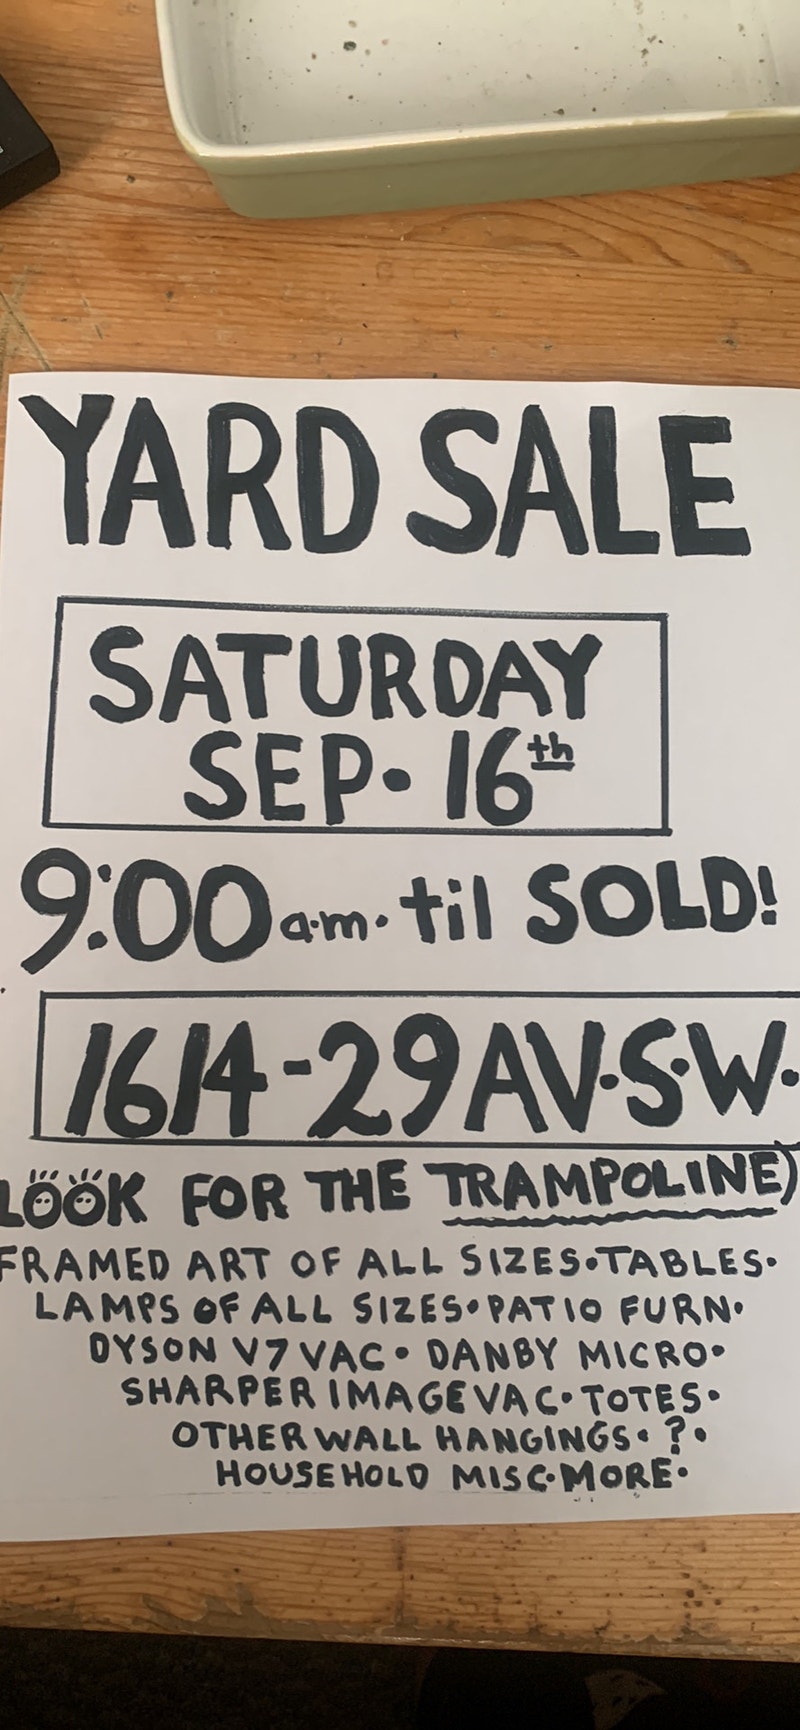 YARD SALE
SATURDAY
SEP. 16th
9:00 a.m. til SOLD!
1614-29 AV.S.W.
LOOK FOR THE TRAMPOLINE)
FRAMED ART OF ALL SIZES•TABLES•
LAMPS OF ALL SIZES•PATIO FURN•
DYSON V7 VAC• DANBY MICRO•
SHARPER IMAGE VAC•TOTES•
OTHER WALL HANGINGS• ?•
HOUSEHOLD MISC•MORE•